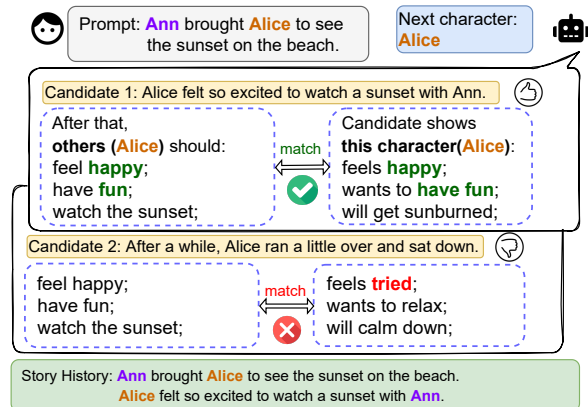 Prompt: Ann brought Alice to see
the sunset on the beach.
Next character:
Alice
Candidate 1: Alice felt so excited to watch a sunset with Ann.
After that,
others (Alice) should:
feel happy;
have fun;
watch the sunset;
match
Candidate shows
this character(Alice):
feels happy;
wants to have fun;
will get sunburned;
Candidate 2: After a while, Alice ran a little over and sat down.
feel happy;
have fun;
watch the sunset;
match
feels tried;
wants to relax;
will calm down;
Story History: Ann brought Alice to see the sunset on the beach.
Alice felt so excited to watch a sunset with Ann.